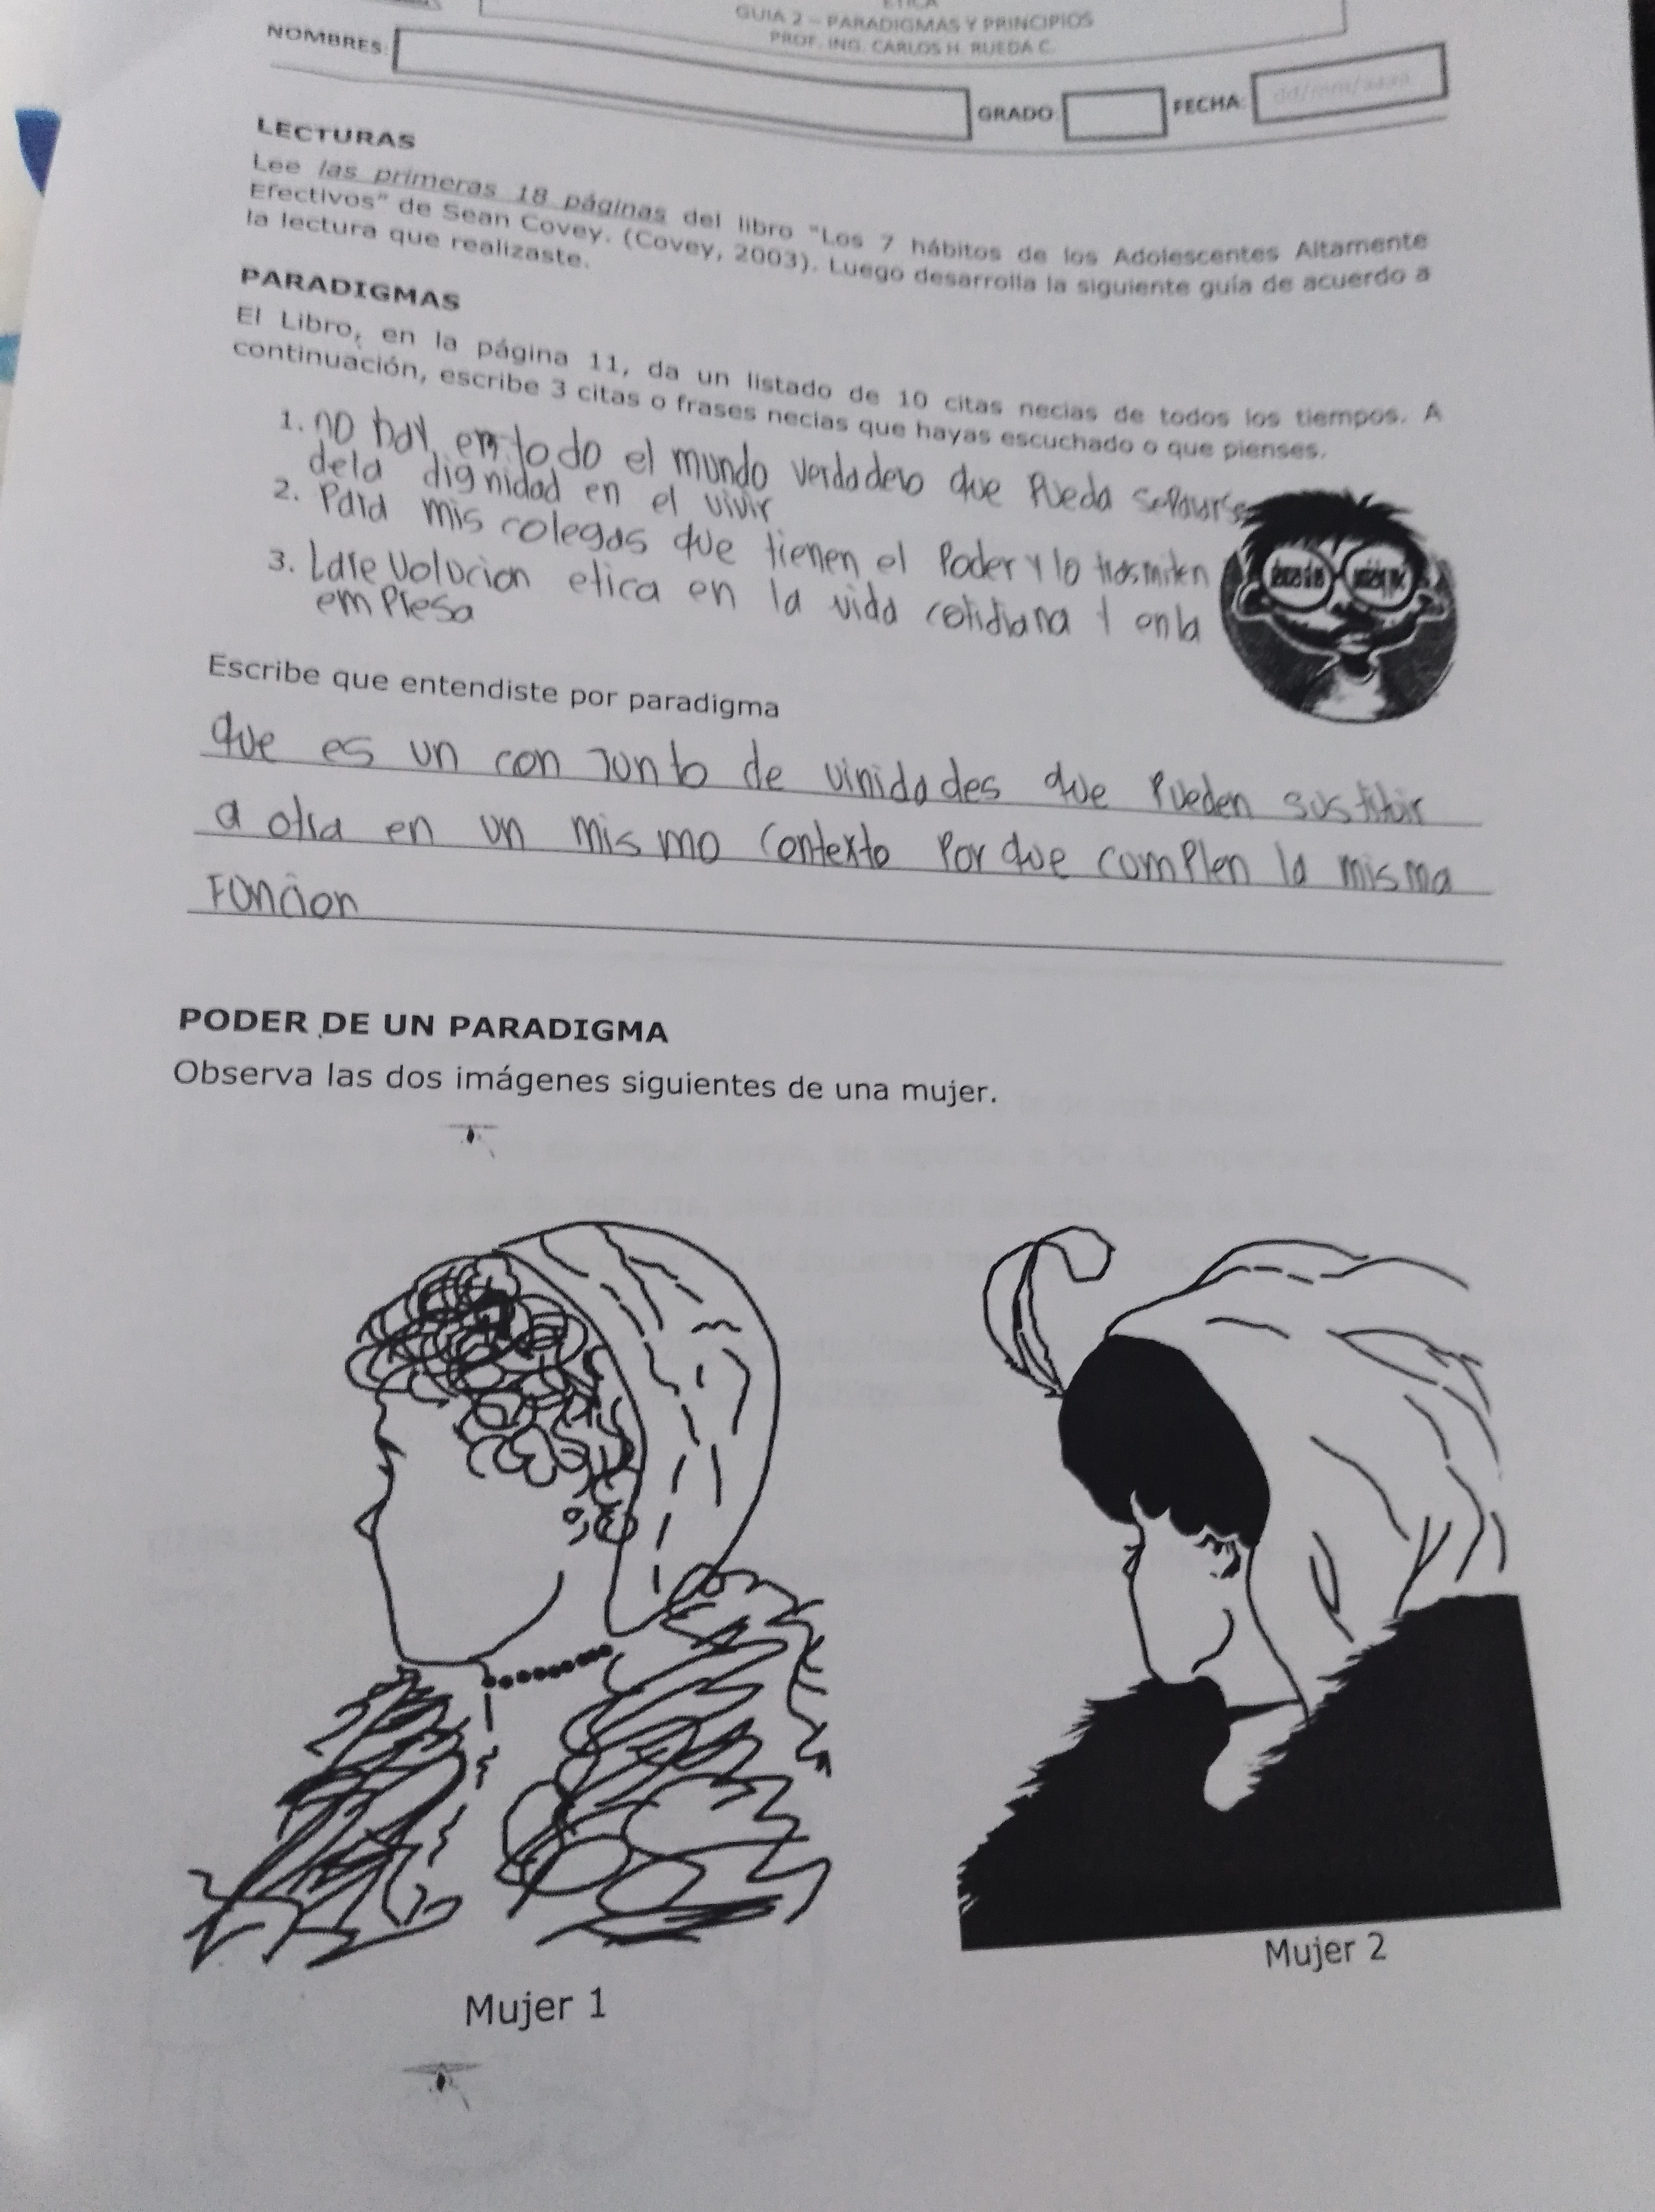 ETICA
GUIA 2 – PARADIGMAS Y PRINCIPIOS
PROF. ING. CARLOS H. RUEDA C.
NOMBRES:
GRADO
FECHA:
dd/mm/aaaa
LECTURAS
Lee las primeras 18 páginas del libro "Los 7 hábitos de los Adolescentes Altamente
Efectivos" de Sean Covey. (Covey, 2003). Luego desarrolla la siguiente guía de acuerdo a
la lectura que realizaste.
PARADIGMAS
El Libro, en la página 11, da un listado de 10 citas necias de todos los tiempos. A
continuación, escribe 3 citas o frases necias que hayas escuchado o que pienses.
1. no hay en todo el mundo verdadero que pueda separarse
dela dignidad en el vivir
2. Para mis colegas que tienen el Poder y lo trasmiten
3. La revolucion etica en la vida cotidiana y en la
empresa
Escribe que entendiste por paradigma
que es un conJunto de vinidades que Pueden sustituir
a otra en un mismo contexto Por que complen la misma
Funcion
PODER DE UN PARADIGMA
Observa las dos imágenes siguientes de una mujer.
Mujer 1
Mujer 2